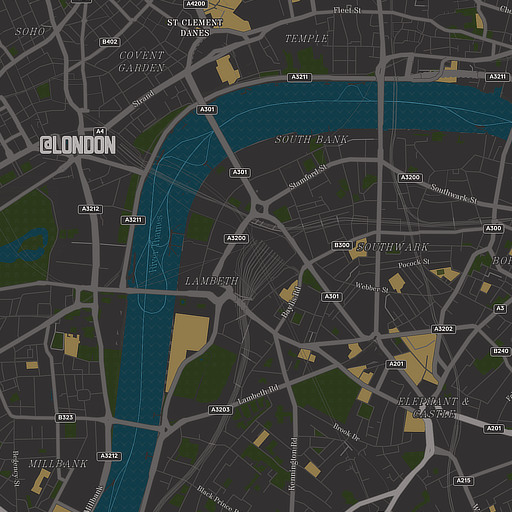 A4200
Fleet St
SOHO
ST CLEMENT
DANES
B402
TEMPLE
COVENT
GARDEN
A3211
A3211
Strand
A301
A4
@LONDON
SOUTH BANK
A301
Stamford St
A3200
Southwark St
A3212
A3211
River Thames
A300
A3200
B300
SOUTHWARK
Pocock St
LAMBETH
Webber St
Baylis Rd
A301
A3
A3202
B240
A201
Lambeth Rd
ELEPHANT &
CASTLE
A3203
B323
A201
Brook Dr
Kennington Rd
A3212
MILLBANK
A215
Millbank